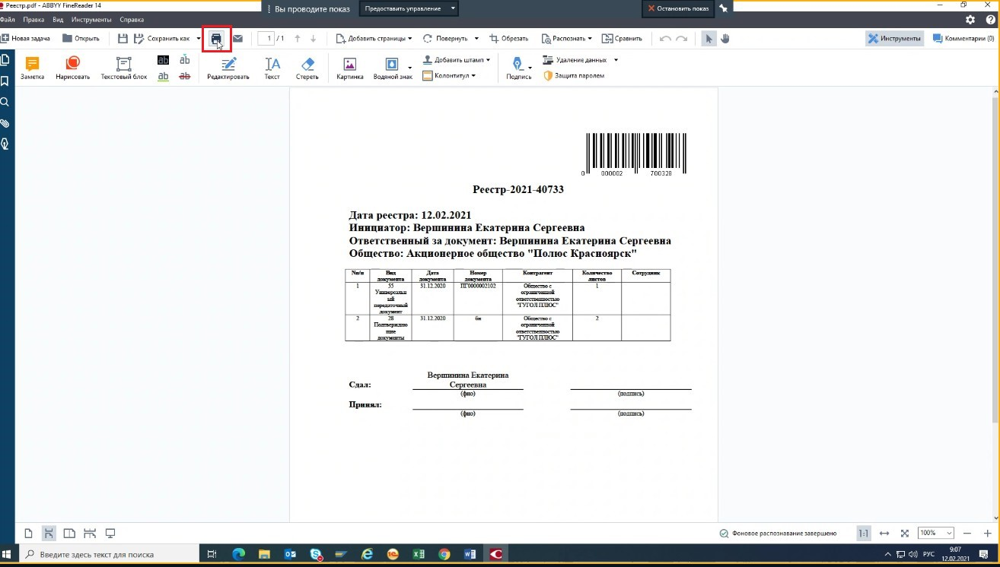 Реестр.pdf - ABBYY FineReader 14
Вы проводите показ
Предоставить управление
Остановить показ
Файл Правка Вид Инструменты Справка
Новая задача Открыть Сохранить как 1 / 1 Добавить страницы Повернуть Обрезать Распознать Сравнить Инструменты Комментарии (0)
Заметка Нарисовать Текстовый блок Редактировать Текст Стереть Картинка Водяной знак Добавить штамп Колонтитул Подпись Удаление данных Защита паролем
0 000002 700328
Реестр-2021-40733
Дата реестра: 12.02.2021
Инициатор: Вершинина Екатерина Сергеевна
Ответственный за документ: Вершинина Екатерина Сергеевна
Общество: Акционерное общество "Полюс Красноярск"
№п/п Вид документа Дата документа Номер документа Контрагент Количество листов Сотрудник
1 55 Универсальный передаточный документ 31.12.2020 ПГ0000002102 Общество с ограниченной ответственностью "ТУГОЛ ПЛЮС" 1
2 28 Подтверждающие документы 31.12.2020 бн Общество с ограниченной ответственностью "ТУГОЛ ПЛЮС" 2
Вершинина Екатерина
Сдал: Сергеевна
(фио) (подпись)
Принял:
(фио) (подпись)
Фоновое распознавание завершено 1:1 100%
Введите здесь текст для поиска
РУС
9:07
12.02.2021